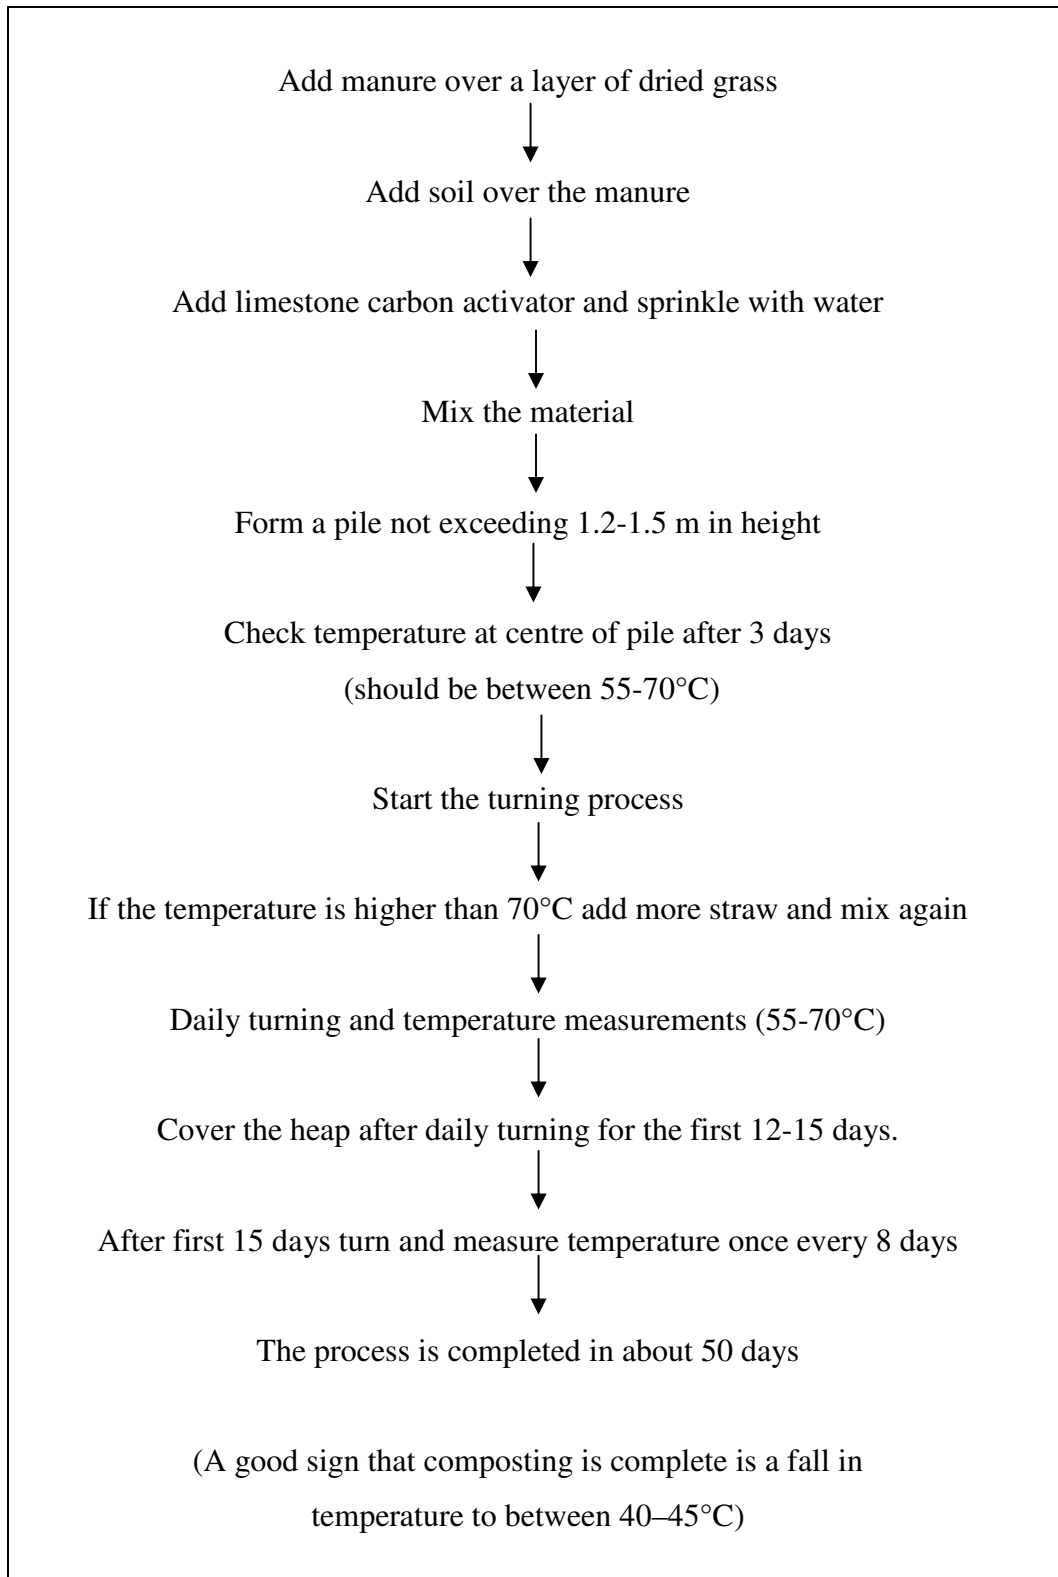 Add manure over a layer of dried grass
Add soil over the manure
Add limestone carbon activator and sprinkle with water
Mix the material
Form a pile not exceeding 1.2-1.5 m in height
Check temperature at centre of pile after 3 days
(should be between 55-70°C)
Start the turning process
If the temperature is higher than 70°C add more straw and mix again
Daily turning and temperature measurements (55-70°C)
Cover the heap after daily turning for the first 12-15 days.
After first 15 days turn and measure temperature once every 8 days
The process is completed in about 50 days
(A good sign that composting is complete is a fall in
temperature to between 40–45°C)